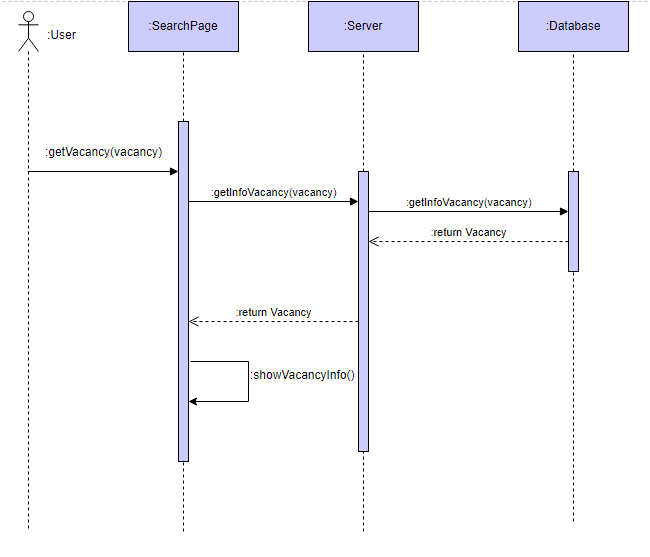 :User
:SearchPage
:Server
:Database
:getVacancy(vacancy)
:getInfoVacancy(vacancy)
:getInfoVacancy(vacancy)
:return Vacancy
:return Vacancy
:showVacancyInfo()